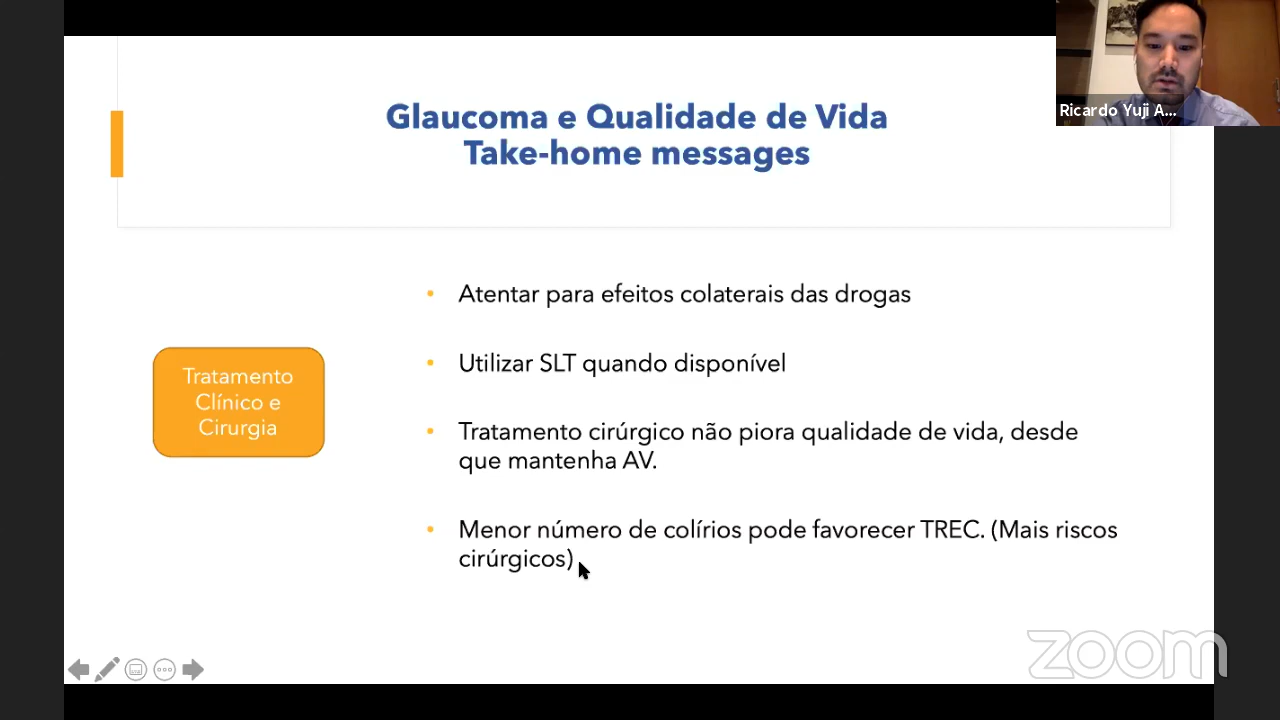 Ricardo Yuji A...
Glaucoma e Qualidade de Vida
Take-home messages
Tratamento
Clínico e
Cirurgia
• Atentar para efeitos colaterais das drogas
• Utilizar SLT quando disponível
• Tratamento cirúrgico não piora qualidade de vida, desde
que mantenha AV.
• Menor número de colírios pode favorecer TREC. (Mais riscos
cirúrgicos)
zoom